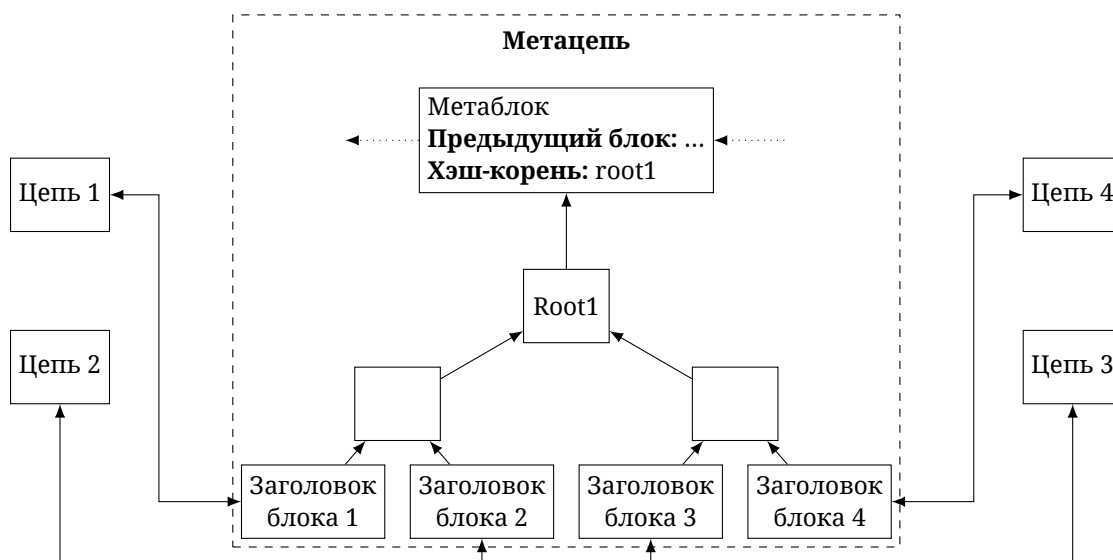 Метацепь
Метаблок
Предыдущий блок: ...
Хэш-корень: root1
Цепь 1
Цепь 4
Root1
Цепь 2
Цепь 3
Заголовок
блока 1
Заголовок
блока 2
Заголовок
блока 3
Заголовок
блока 4